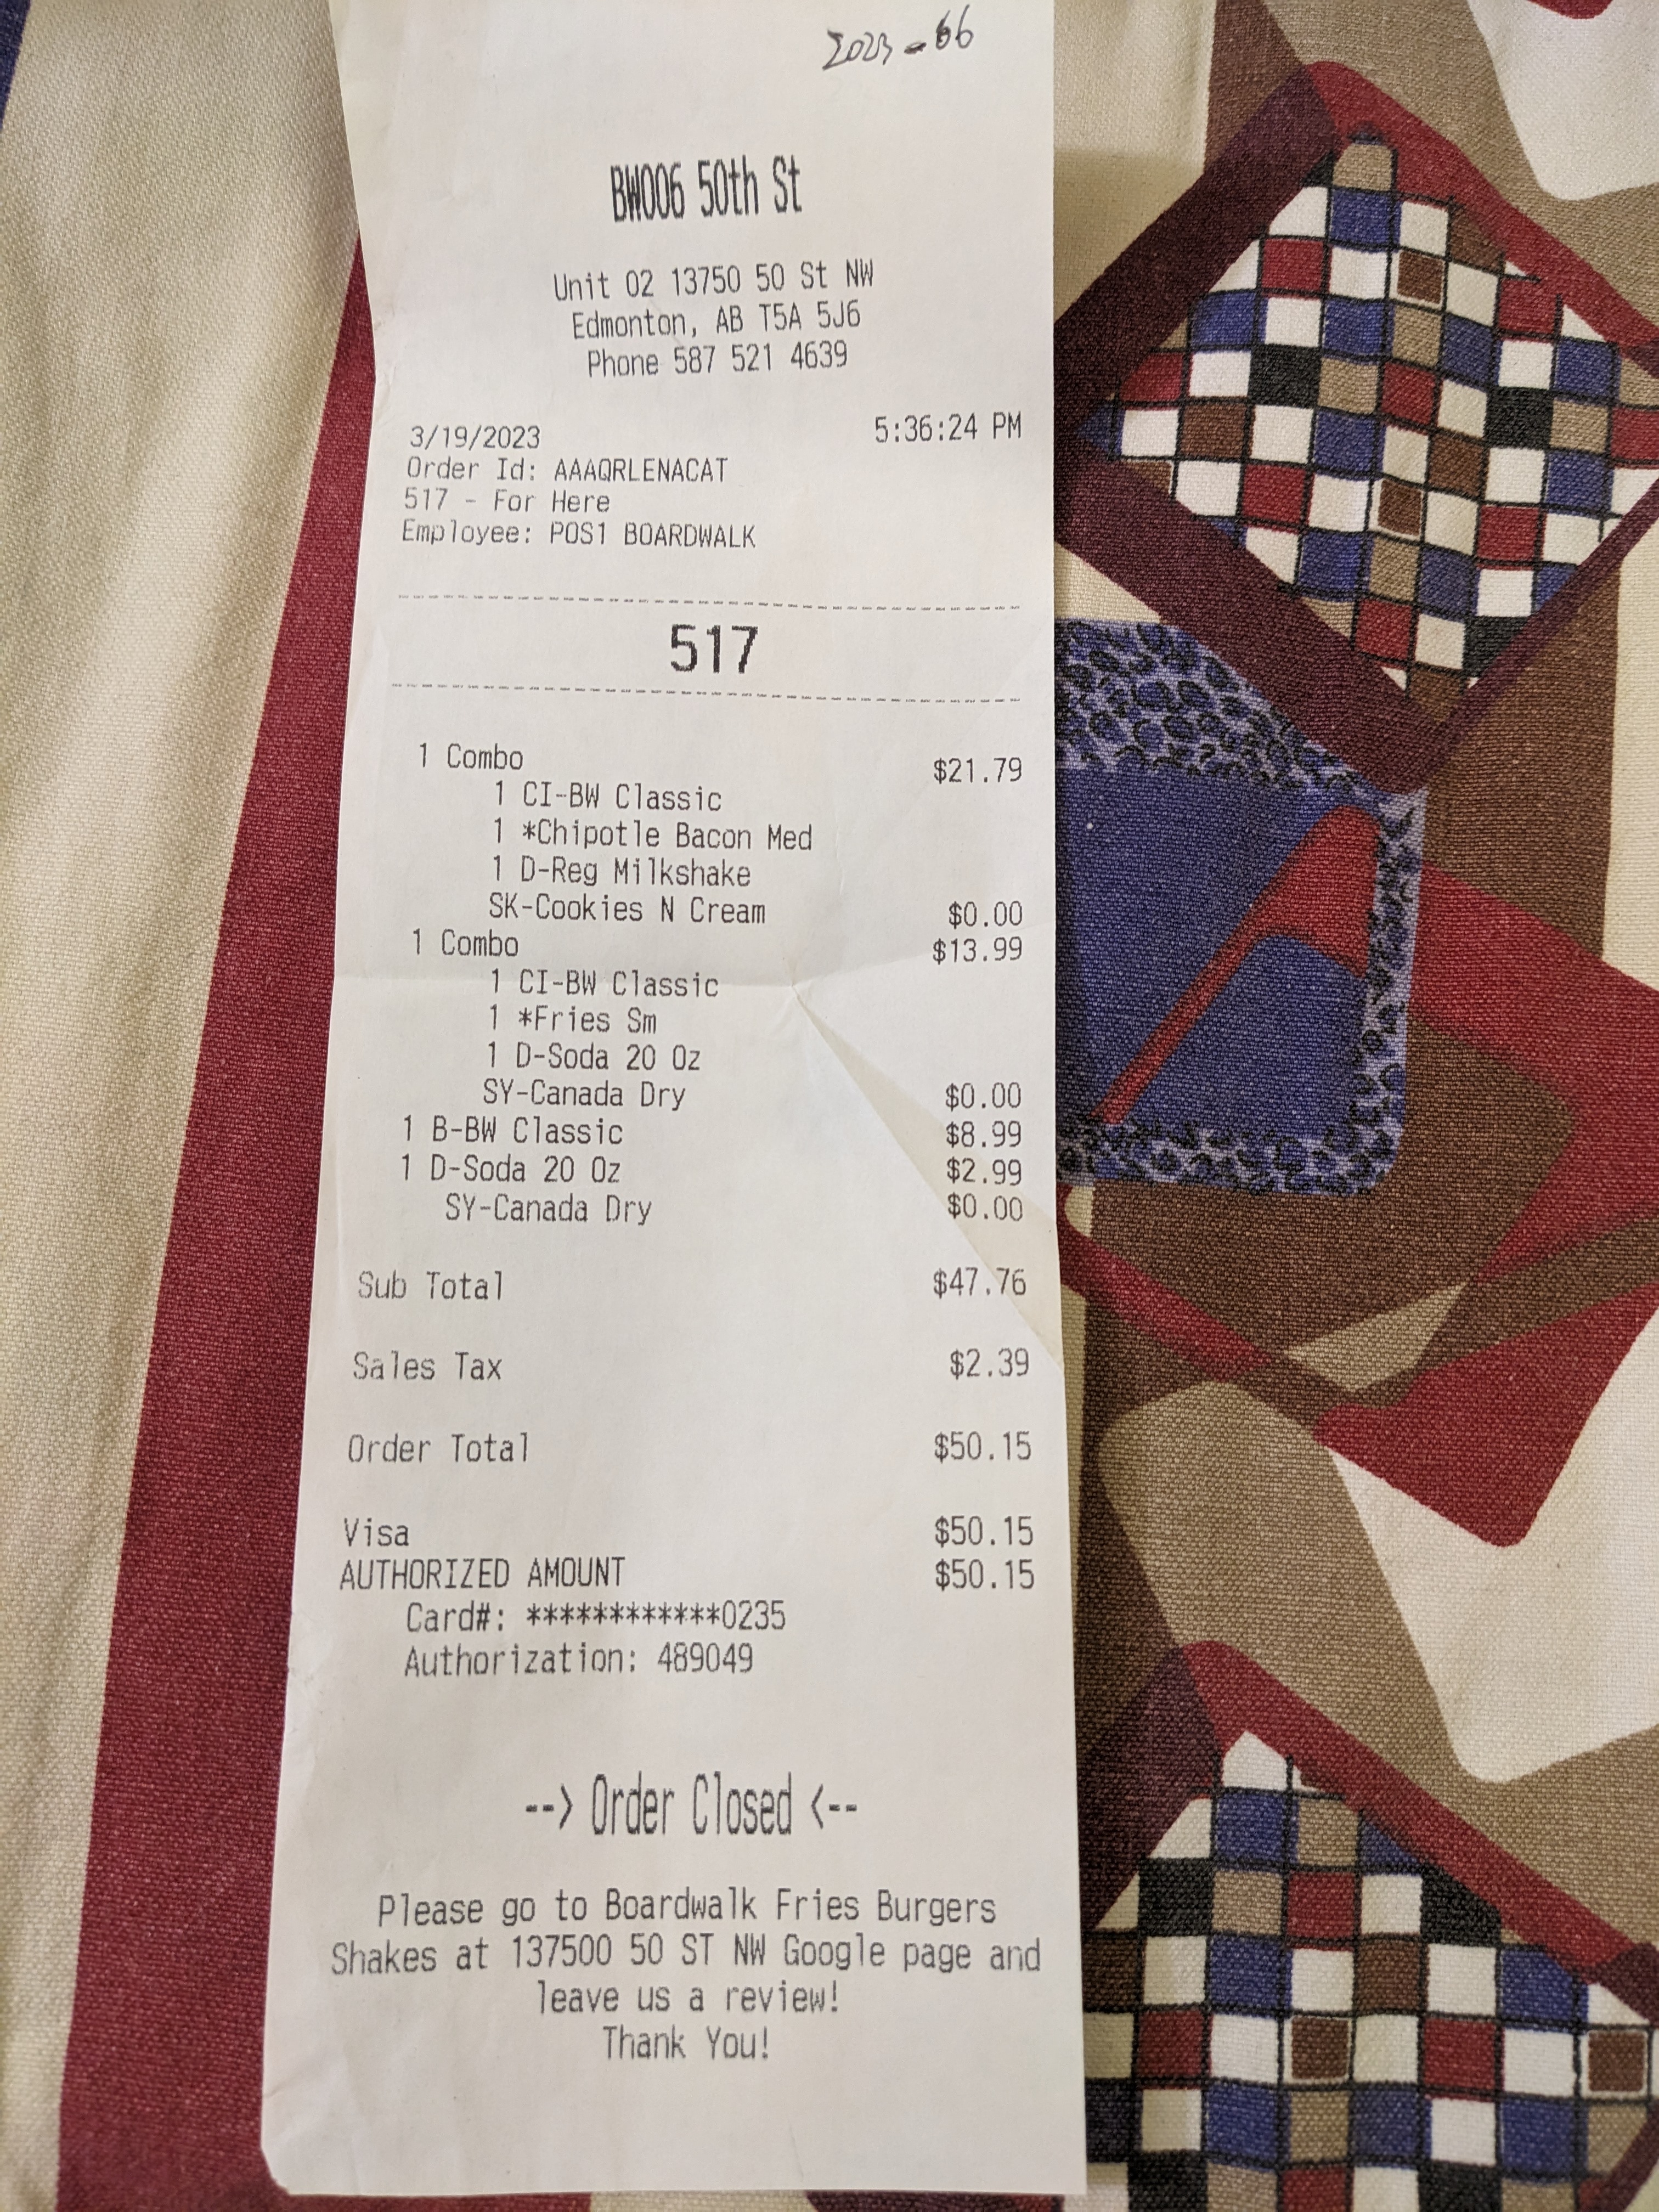 2023-66
BW006 50th St
Unit 02 13750 50 St NW
Edmonton, AB T5A 5J6
Phone 587 521 4639
3/19/2023 5:36:24 PM
Order Id: AAAQRLENACAT
517 - For Here
Employee: POS1 BOARDWALK
517
1 Combo $21.79
1 CI-BW Classic
1 *Chipotle Bacon Med
1 D-Reg Milkshake
SK-Cookies N Cream $0.00
1 Combo $13.99
1 CI-BW Classic
1 *Fries Sm
1 D-Soda 20 Oz
SY-Canada Dry $0.00
1 B-BW Classic $8.99
1 D-Soda 20 Oz $2.99
SY-Canada Dry $0.00
Sub Total $47.76
Sales Tax $2.39
Order Total $50.15
Visa $50.15
AUTHORIZED AMOUNT $50.15
Card#: ************0235
Authorization: 489049
--> Order Closed <--
Please go to Boardwalk Fries Burgers
Shakes at 137500 50 ST NW Google page and
leave us a review!
Thank You!